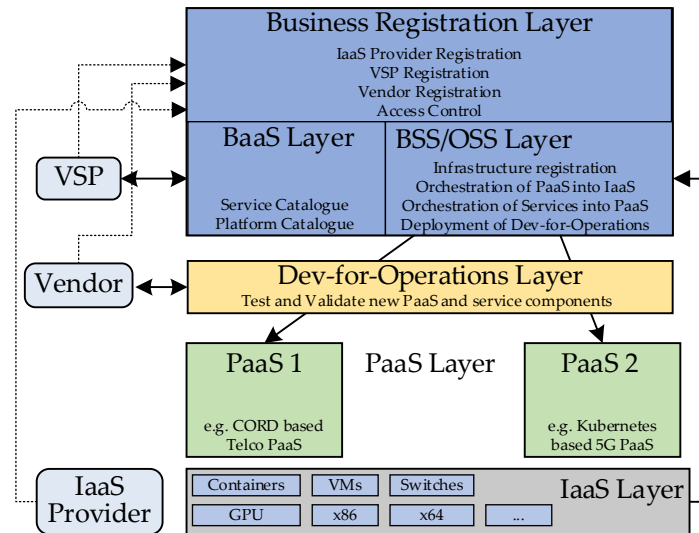 Business Registration Layer
IaaS Provider Registration
VSP Registration
Vendor Registration
Access Control
BaaS Layer
Service Catalogue
Platform Catalogue
BSS/OSS Layer
Infrastructure registration
Orchestration of PaaS into IaaS
Orchestration of Services into PaaS
Deployment of Dev-for-Operations
VSP
Vendor
Dev-for-Operations Layer
Test and Validate new PaaS and service components
PaaS 1
e.g. CORD based
Telco PaaS
PaaS Layer
PaaS 2
e.g. Kubernetes
based 5G PaaS
IaaS
Provider
Containers
VMs
Switches
IaaS Layer
GPU
x86
x64
...